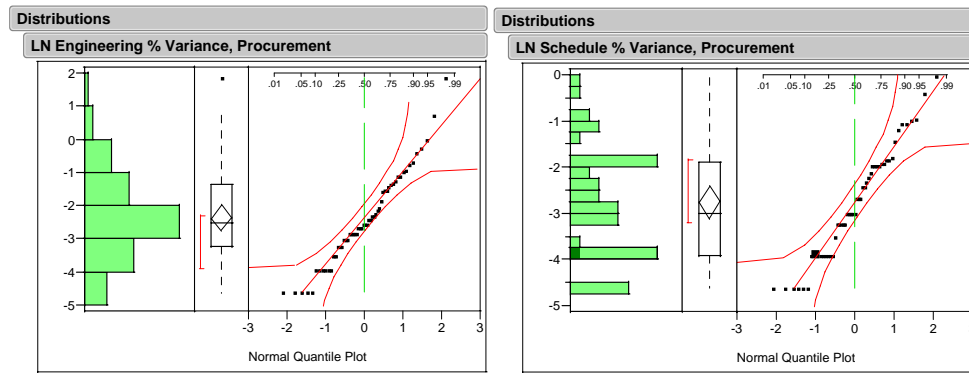 Distributions
LN Engineering % Variance, Procurement
2
1
0
-1
-2
-3
-4
-5
.01 .05 .10 .25 .50 .75 .90 .95 .99
-3 -2 -1 0 1 2 3
Normal Quantile Plot
Distributions
LN Schedule % Variance, Procurement
0
-1
-2
-3
-4
-5
.01 .05 .10 .25 .50 .75 .90 .95 .99
-3 -2 -1 0 1 2
Normal Quantile Plot